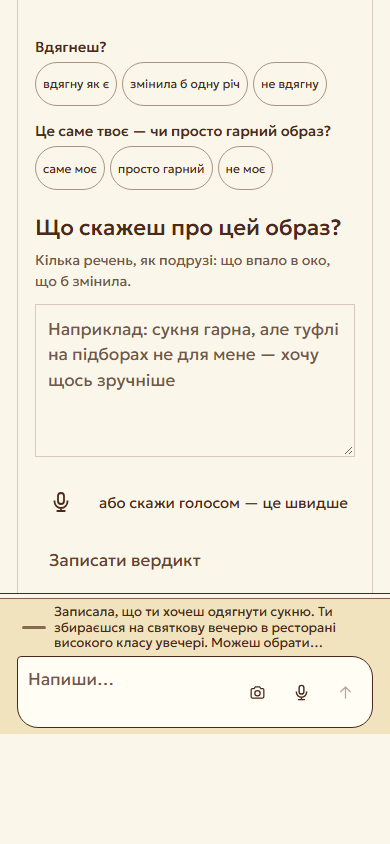 Вдягнеш?
вдягну як є
змінила б одну річ
не вдягну
Це саме твоє — чи просто гарний образ?
саме моє
просто гарний
не моє
Що скажеш про цей образ?
Кілька речень, як подрузі: що впало в око,
що б змінила.
Наприклад: сукня гарна, але туфлі
на підборах не для мене — хочу
щось зручніше
або скажи голосом — це швидше
Записати вердикт
Записала, що ти хочеш одягнути сукню. Ти
збираєшся на святкову вечерю в ресторані
високого класу увечері. Можеш обрати…
Напиши…